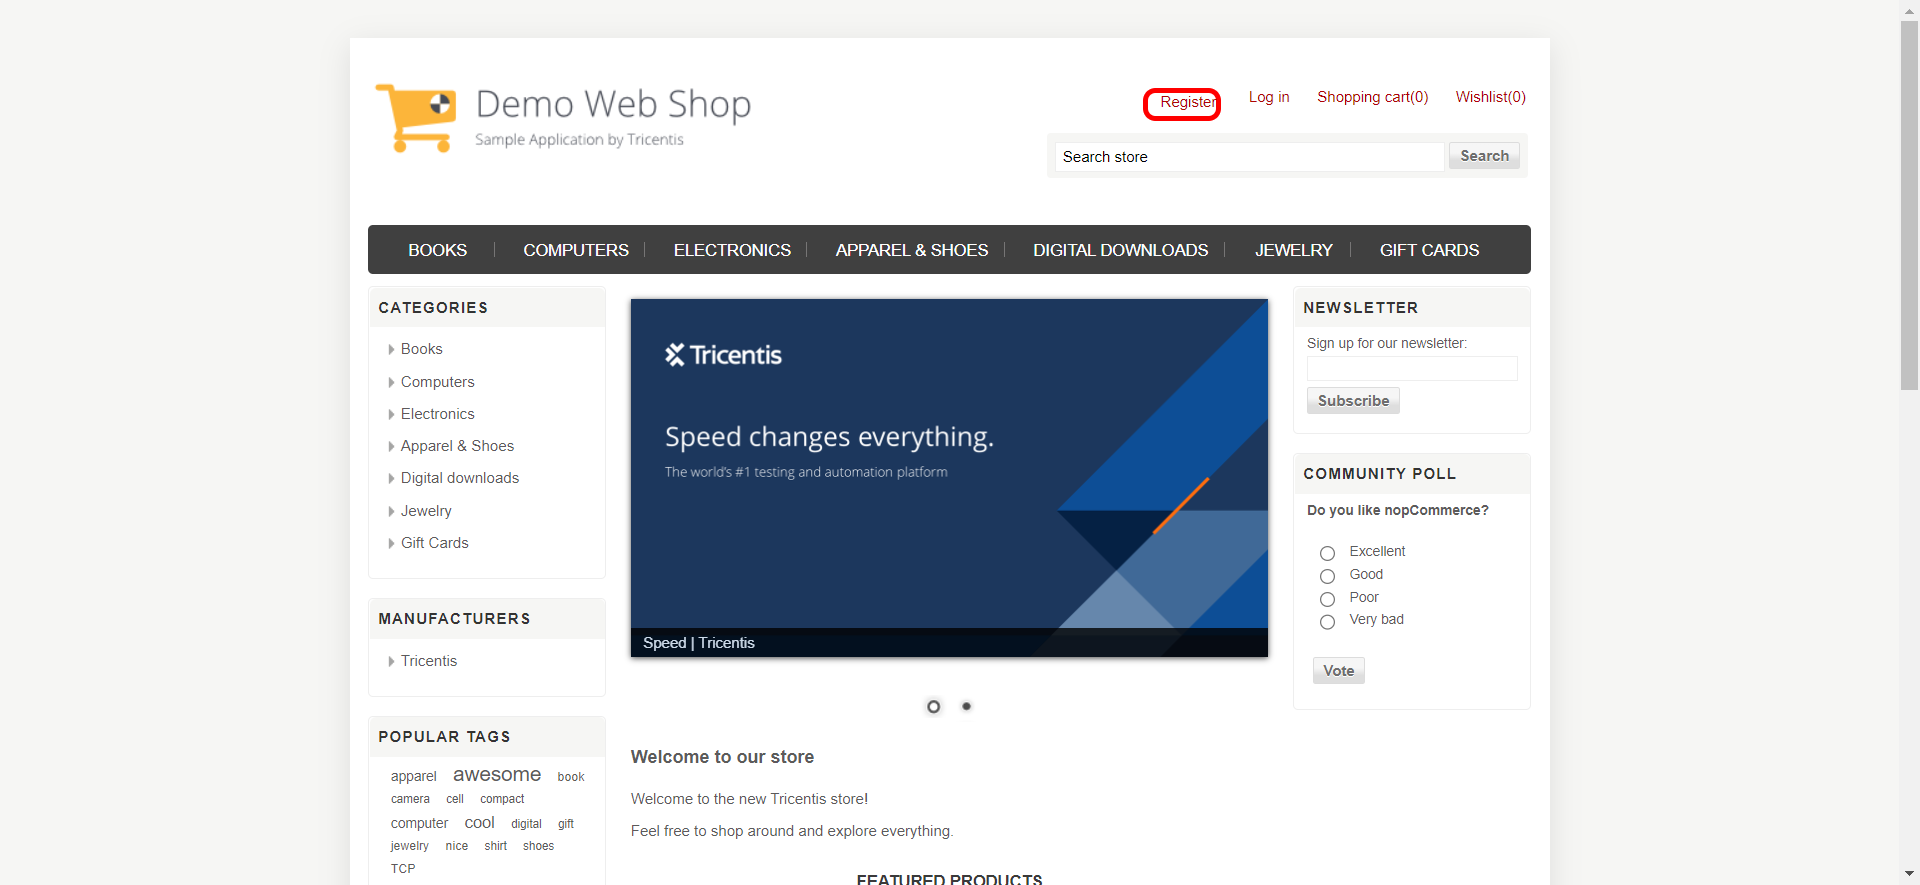 Demo Web Shop
Sample Application by Tricentis
Register Log in Shopping cart(0) Wishlist(0)
Search store Search
BOOKS COMPUTERS ELECTRONICS APPAREL & SHOES DIGITAL DOWNLOADS JEWELRY GIFT CARDS
CATEGORIES
Books
Computers
Electronics
Apparel & Shoes
Digital downloads
Jewelry
Gift Cards
MANUFACTURERS
Tricentis
POPULAR TAGS
apparel awesome book
camera cell compact
computer cool digital gift
jewelry nice shirt shoes
TCP
Tricentis
Speed changes everything.
The world's #1 testing and automation platform
Speed | Tricentis
Welcome to our store
Welcome to the new Tricentis store!
Feel free to shop around and explore everything.
FEATURED PRODUCTS
NEWSLETTER
Sign up for our newsletter:
Subscribe
COMMUNITY POLL
Do you like nopCommerce?
Excellent
Good
Poor
Very bad
Vote